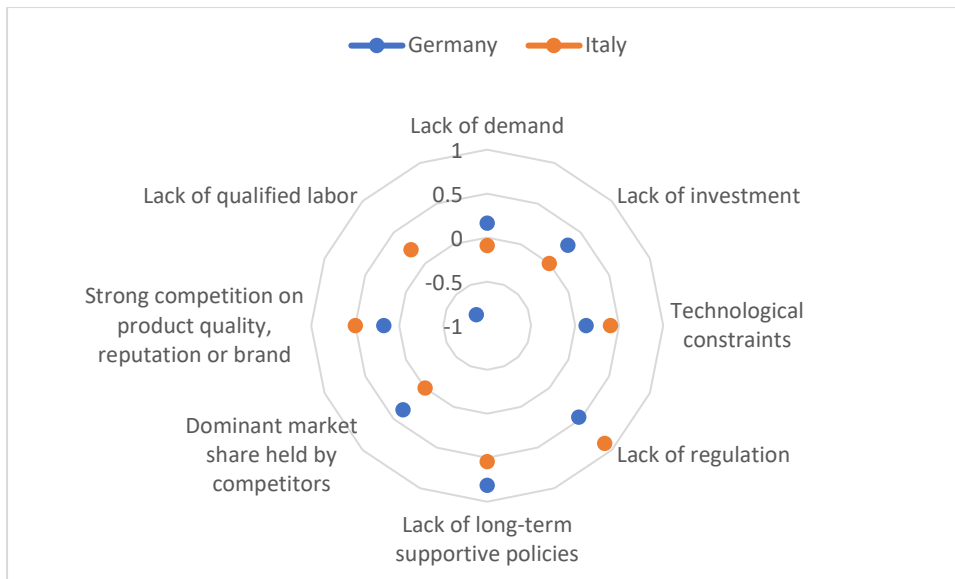 Germany
Italy
Lack of demand
1
Lack of qualified labor
Lack of investment
0.5
0
Strong competition on
product quality,
reputation or brand
-0.5
-1
Technological
constraints
Dominant market
share held by
competitors
Lack of regulation
Lack of long-term
supportive policies